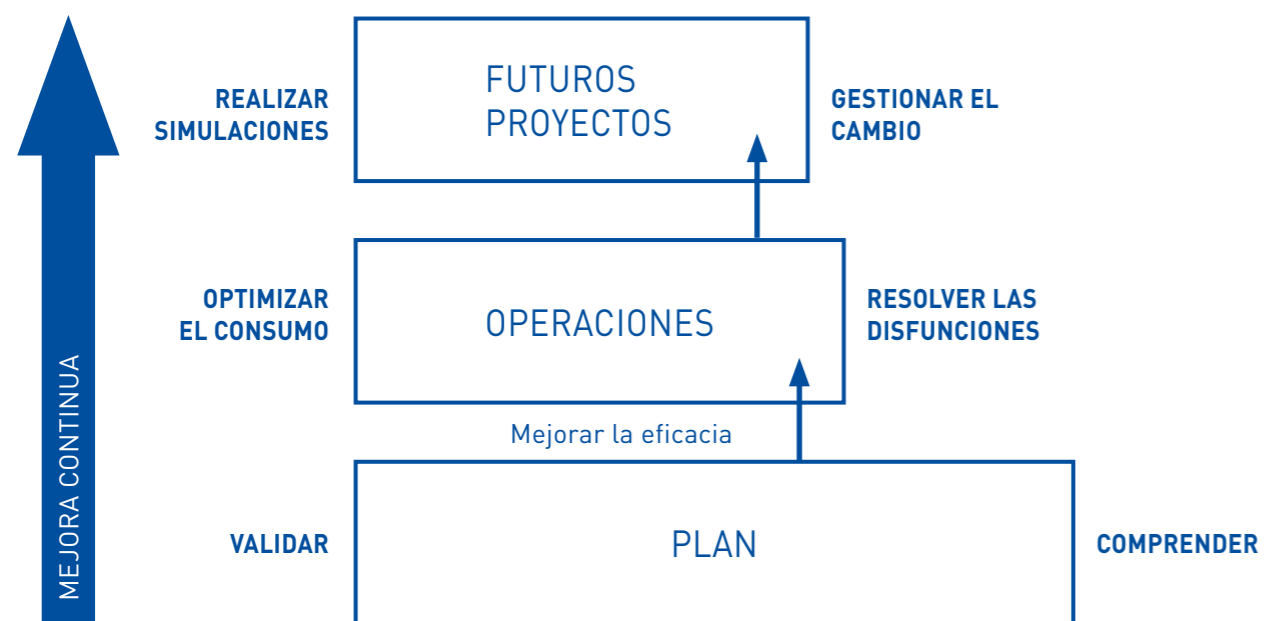 REALIZAR
SIMULACIONES
FUTUROS
PROYECTOS
GESTIONAR EL
CAMBIO
OPTIMIZAR
EL CONSUMO
OPERACIONES
RESOLVER LAS
DISFUNCIONES
Mejorar la eficacia
VALIDAR
PLAN
COMPRENDER
MEJORA CONTINUA